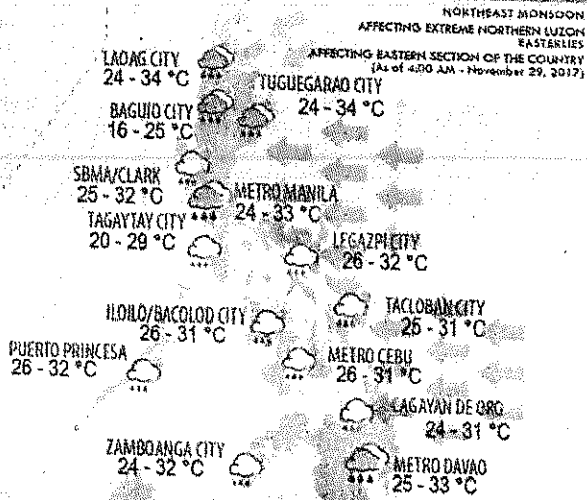 NORTHEAST MONSOON
AFFECTING EXTREME NORTHERN LUZON
EASTERLIES
AFFECTING EASTERN SECTION OF THE COUNTRY
(As of 4:00 AM - November 29, 2017)
LAOAG CITY
24 - 34 °C
TUGUEGARAO CITY
24 - 34 °C
BAGUIO CITY
16 - 25 °C
SBMA/CLARK
25 - 32 °C
METRO MANILA
24 - 33 °C
TAGAYTAY CITY
20 - 29 °C
LEGAZPI CITY
26 - 32 °C
ILOILO/BACOLOD CITY
26 - 31 °C
TACLOBAN CITY
25 - 31 °C
PUERTO PRINCESA
26 - 32 °C
METRO CEBU
26 - 31 °C
CAGAYAN DE ORO
24 - 31 °C
ZAMBOANGA CITY
24 - 32 °C
METRO DAVAO
25 - 33 °C